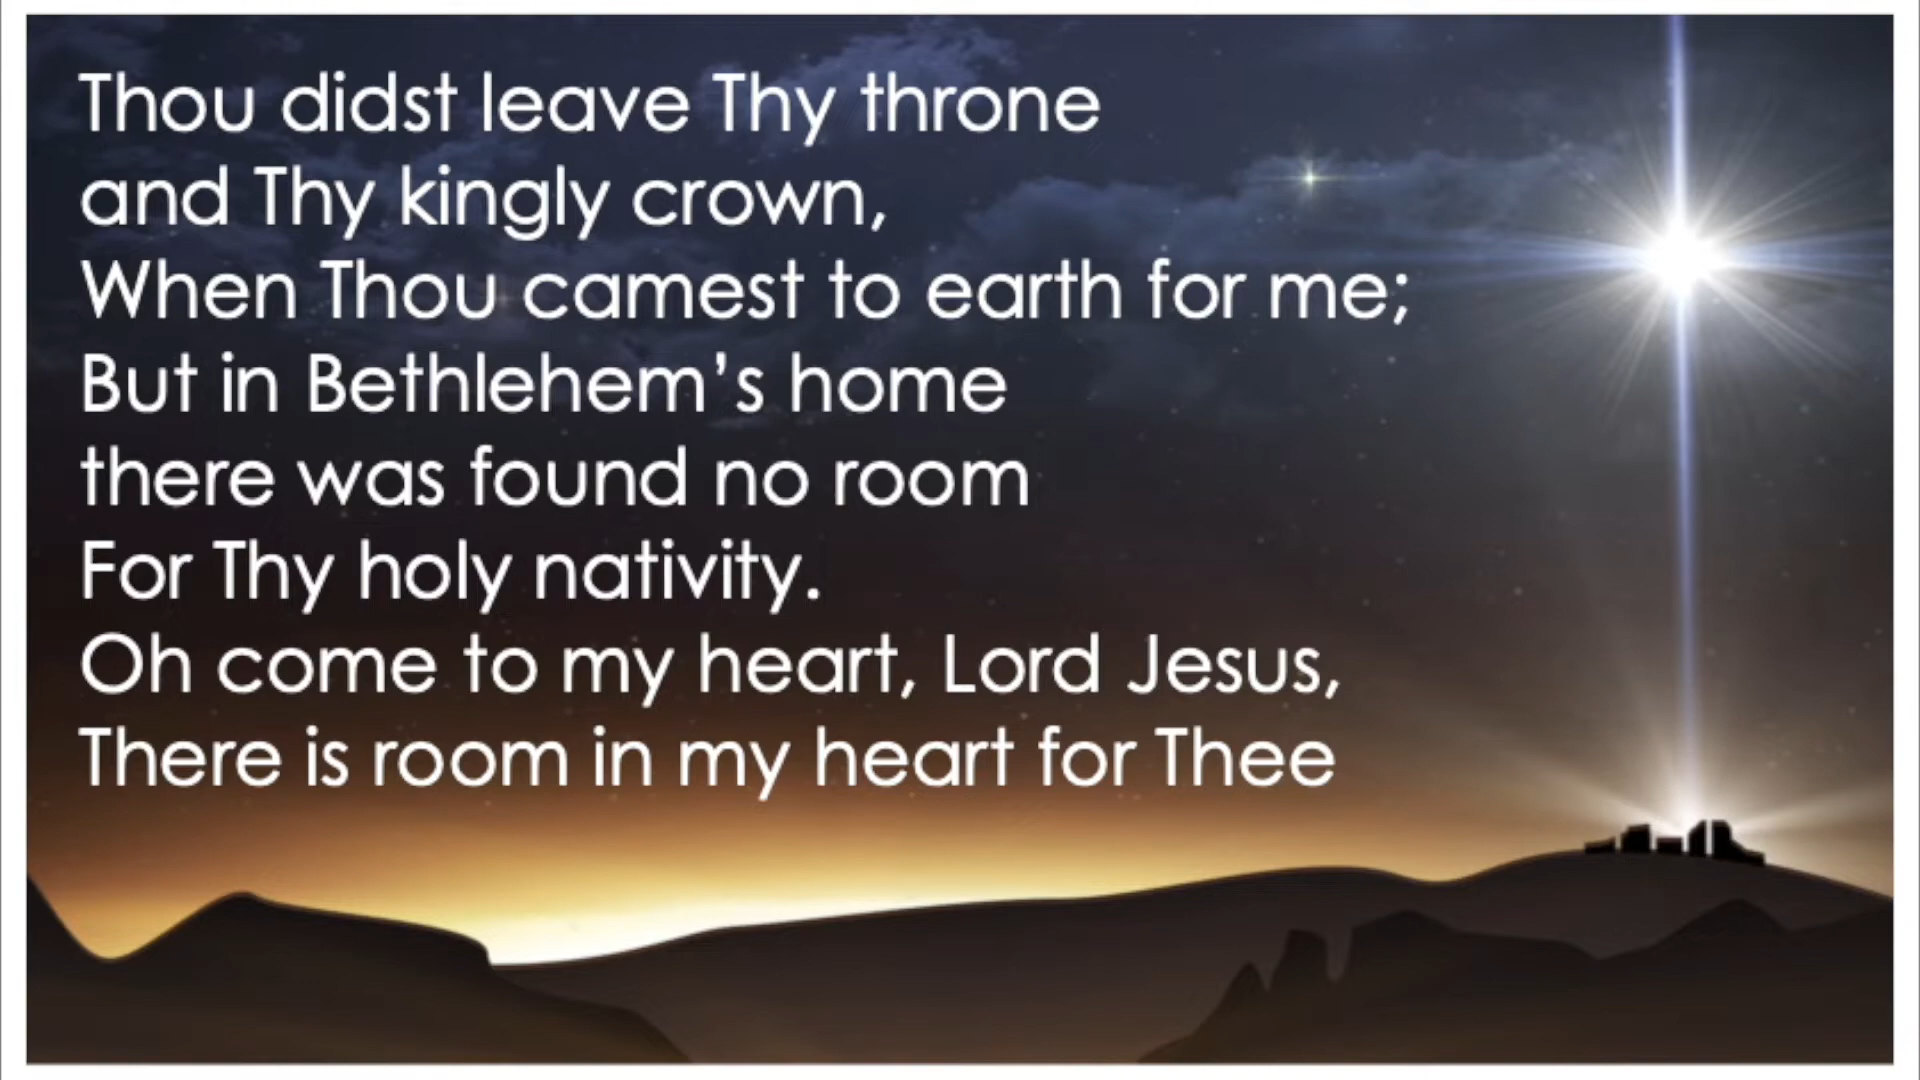 Thou didst leave Thy throne
and Thy kingly crown,
When Thou camest to earth for me;
But in Bethlehem’s home
there was found no room
For Thy holy nativity.
Oh come to my heart, Lord Jesus,
There is room in my heart for Thee